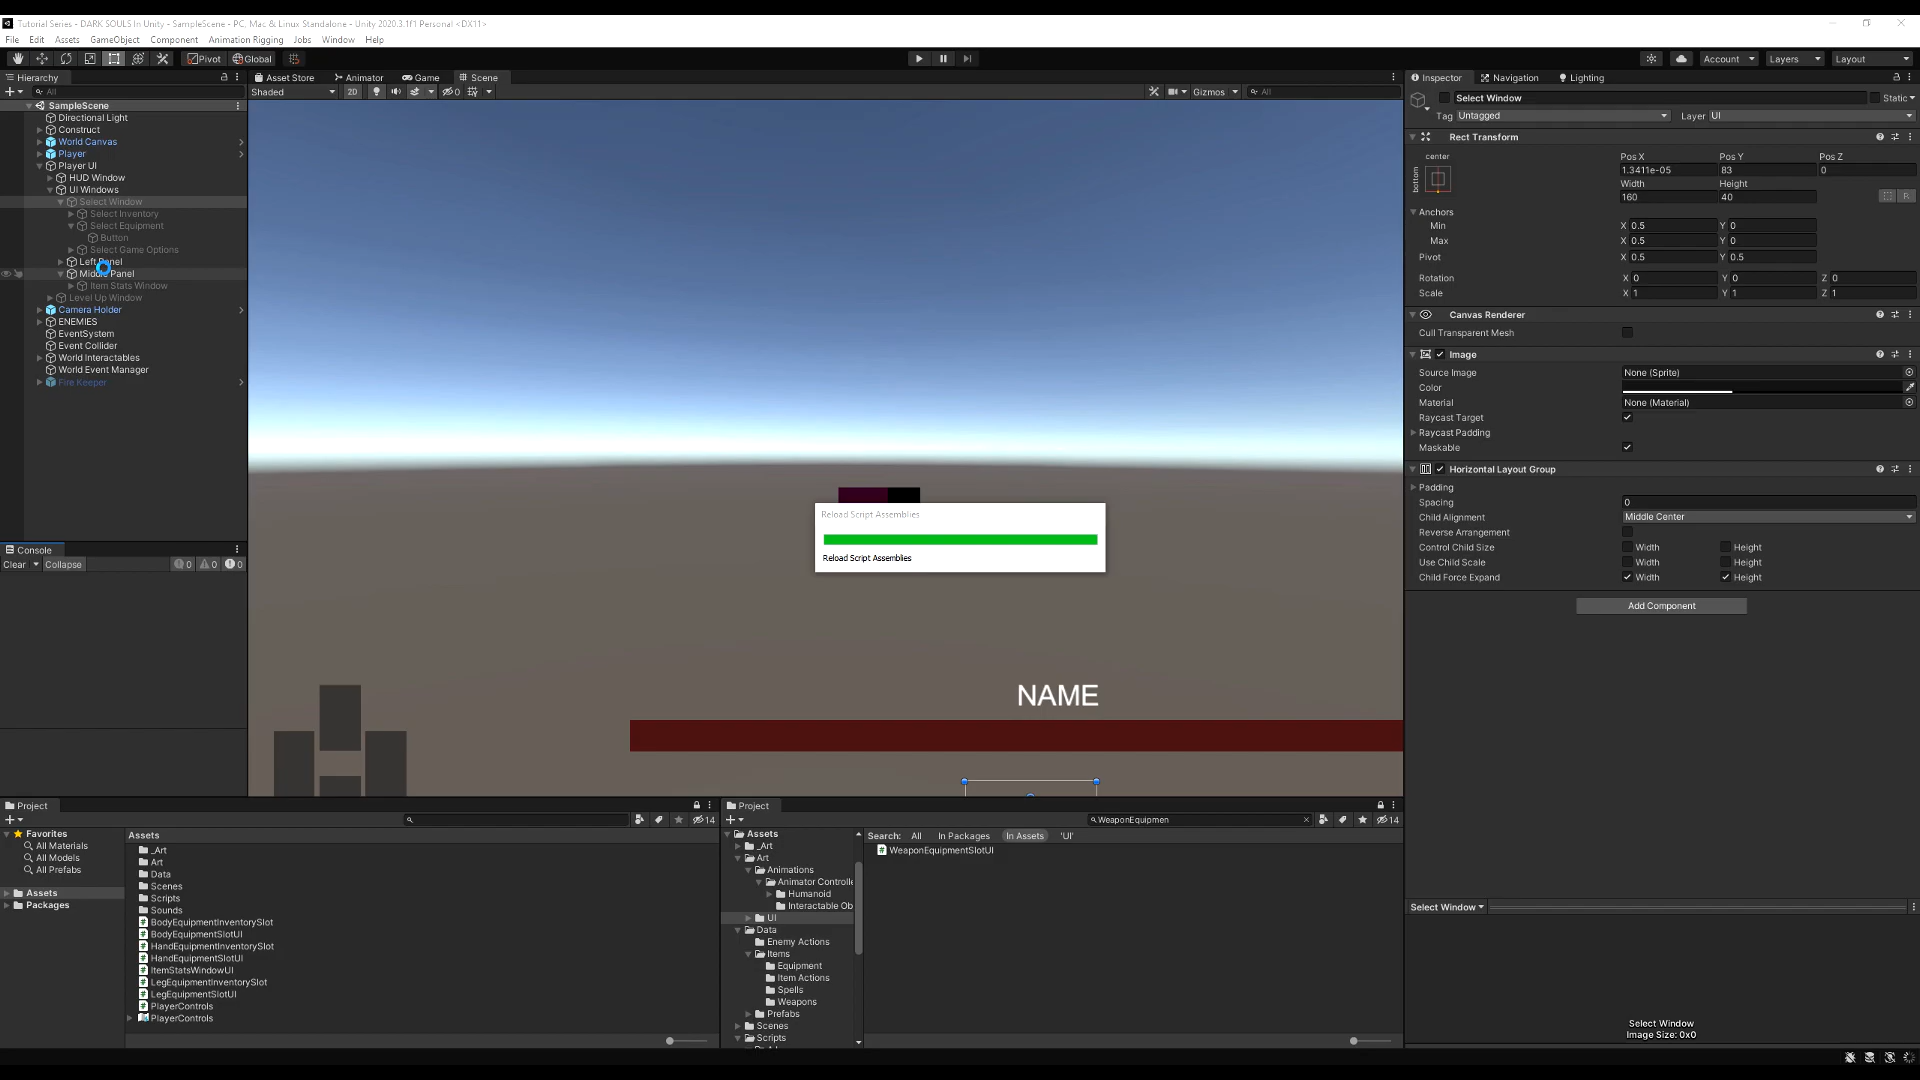 Tutorial Series - DARK SOULS In Unity - SampleScene - PC, Mac & Linux Standalone - Unity 2020.3.1f1 Personal <DX11>
File Edit Assets GameObject Component Animation Rigging Jobs Window Help
Pivot Global Account Layers Layout
Hierarchy
All
SampleScene
Directional Light
Construct
World Canvas
Player
Player UI
HUD Window
UI Windows
Select Window
Select Inventory
Select Equipment
Button
Select Game Options
Left Panel
Middle Panel
Item Stats Window
Level Up Window
Camera Holder
ENEMIES
EventSystem
Event Collider
World Interactables
World Event Manager
Fire Keeper
Console
Clear Collapse 0 0 0
Asset Store Animator Game Scene
Shaded 2D 0 Gizmos All
Reload Script Assemblies
Reload Script Assemblies
NAME
Inspector Navigation Lighting
Select Window Static
Tag Untagged Layer UI
Rect Transform
center Pos X Pos Y Pos Z
bottom 1.3411e-05 83 0
Width Height
160 40 R
Anchors
Min X 0.5 Y 0
Max X 0.5 Y 0
Pivot X 0.5 Y 0.5
Rotation X 0 Y 0 Z 0
Scale X 1 Y 1 Z 1
Canvas Renderer
Cull Transparent Mesh
Image
Source Image None (Sprite)
Color
Material None (Material)
Raycast Target
Raycast Padding
Maskable
Horizontal Layout Group
Padding
Spacing 0
Child Alignment Middle Center
Reverse Arrangement
Control Child Size Width Height
Use Child Scale Width Height
Child Force Expand Width Height
Add Component
Select Window
Select Window
Image Size: 0x0
Project
14
Favorites
All Materials
All Models
All Prefabs
Assets
Packages
Assets
_Art
Art
Data
Scenes
Scripts
Sounds
BodyEquipmentInventorySlot
BodyEquipmentSlotUI
HandEquipmentInventorySlot
HandEquipmentSlotUI
ItemStatsWindowUI
LegEquipmentInventorySlot
LegEquipmentSlotUI
PlayerControls
PlayerControls
Project
WeaponEquipmen 14
Assets
_Art
Art
Animations
Animator Controlle
Humanoid
Interactable Ob
UI
Data
Enemy Actions
Items
Equipment
Item Actions
Spells
Weapons
Prefabs
Scenes
Scripts
Search: All In Packages In Assets 'UI'
WeaponEquipmentSlotUI